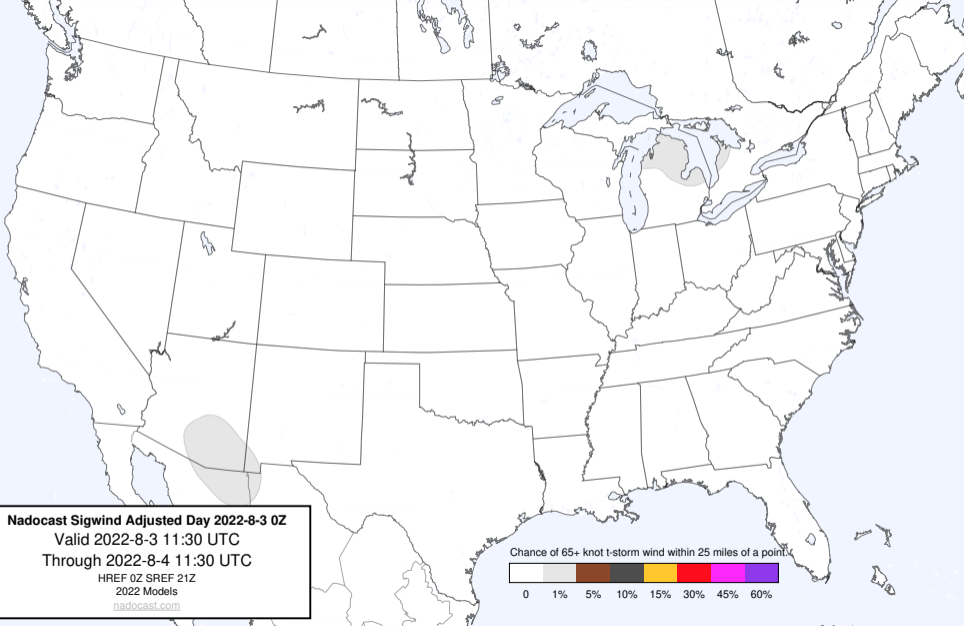 Nadocast Sigwind Adjusted Day 2022-8-3 0Z
Valid 2022-8-3 11:30 UTC
Through 2022-8-4 11:30 UTC
HREF 0Z SREF 21Z
2022 Models
nadocast.com
Chance of 65+ knot t-storm wind within 25 miles of a point.
0 1% 5% 10% 15% 30% 45% 60%